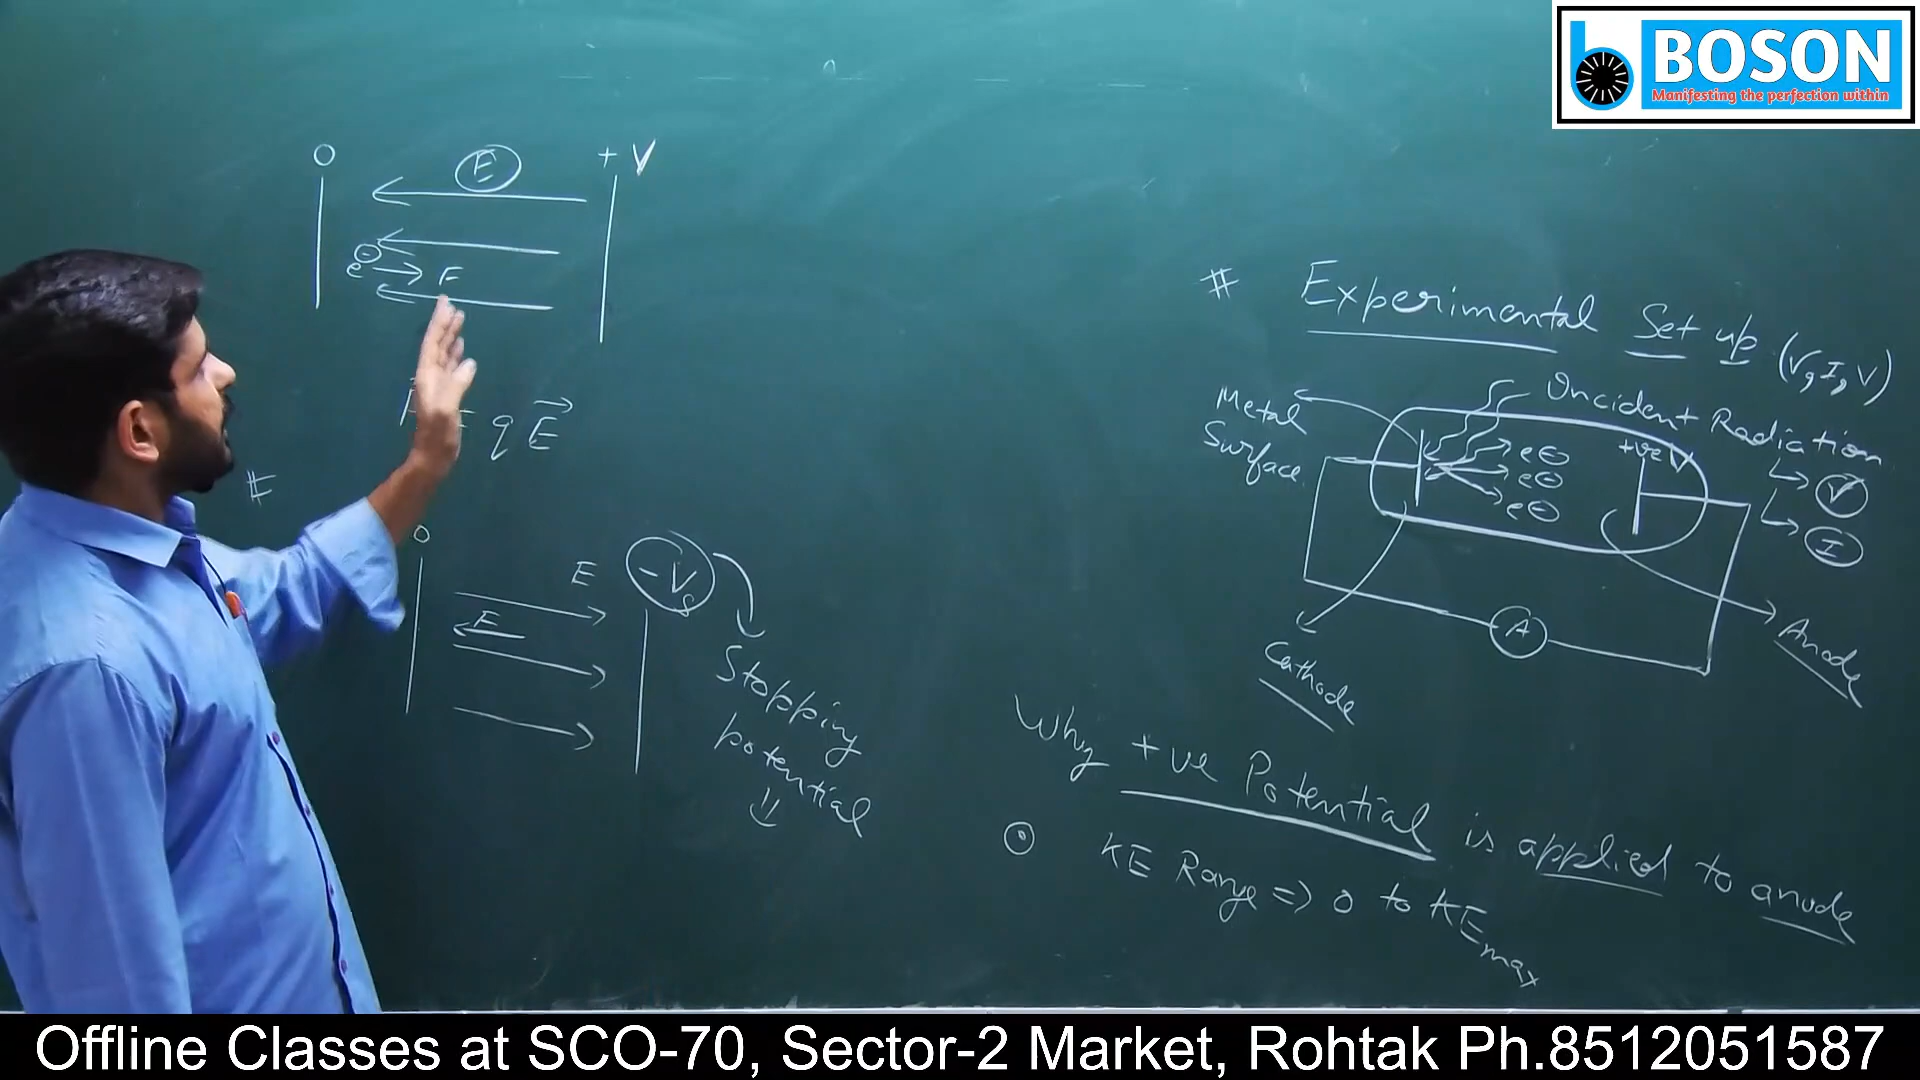 BOSON
Manifesting the perfection within
0
E
+ V
e
F
= q E
#
0
E
- Vs
F
Stopping
potential
# Experimental Set up (ν, I, V)
Metal
Surface
Incident Radiation
ν
I
e
e
e
+ve V
A
Cathode
Anode
Why +ve Potential is applied to anode
KE Range => 0 to KEmax
Offline Classes at SCO-70, Sector-2 Market, Rohtak Ph.8512051587